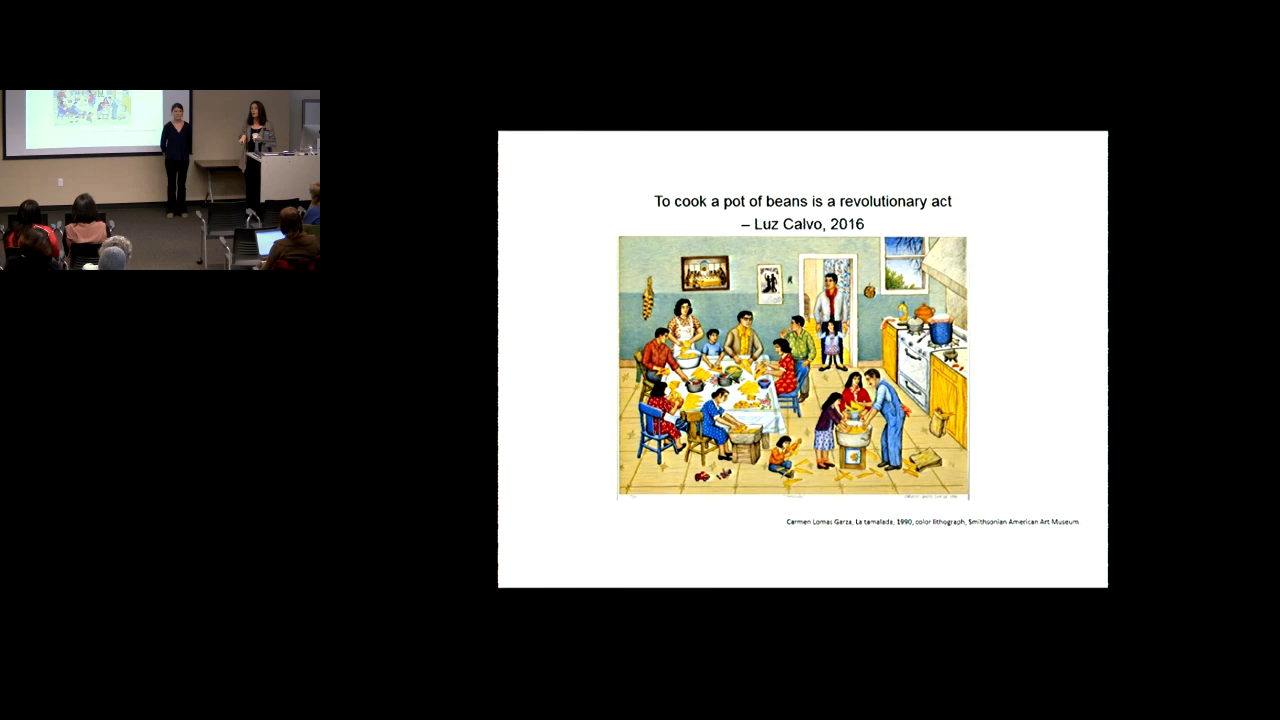 To cook a pot of beans is a revolutionary act
– Luz Calvo, 2016
Carmen Lomas Garza, La tamalada, 1990, color lithograph, Smithsonian American Art Museum